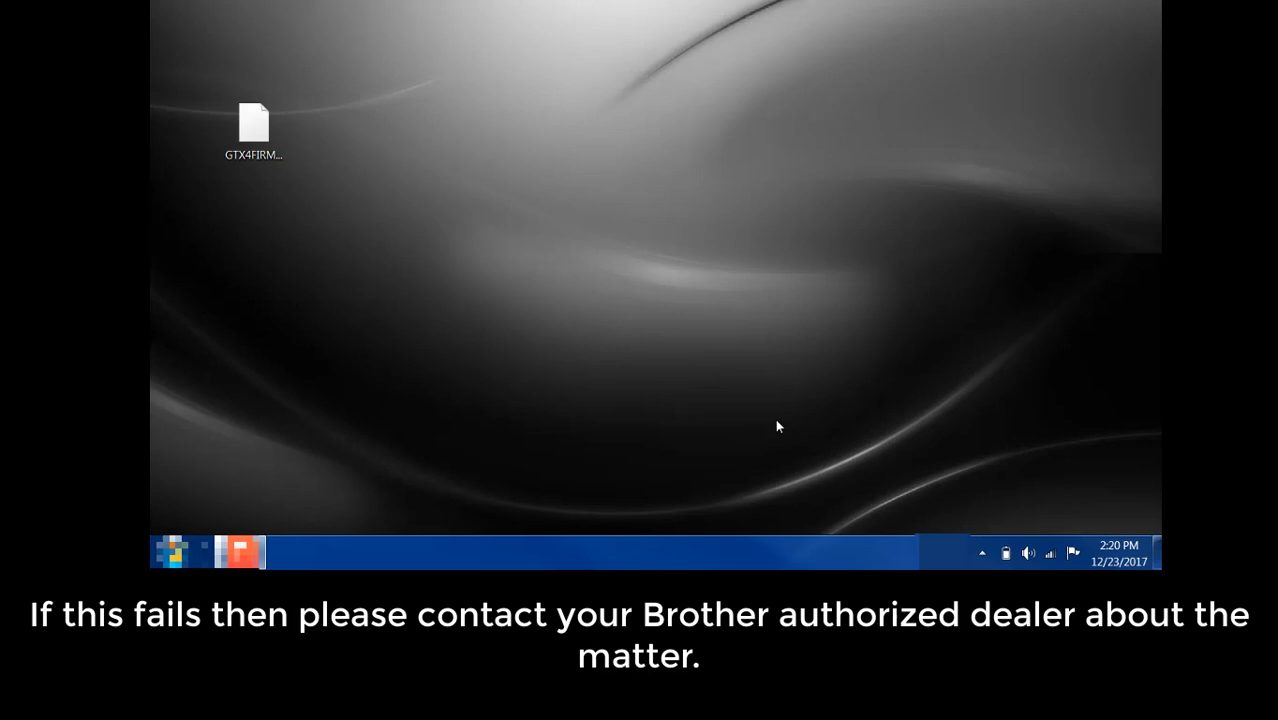 GTX4FIRM...
2:20 PM
12/23/2017
If this fails then please contact your Brother authorized dealer about the
matter.